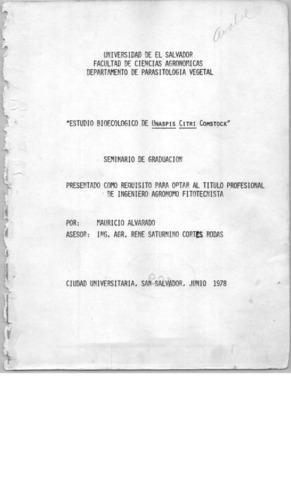 UNIVERSIDAD DE EL SALVADOR
FACULTAD DE CIENCIAS AGRONOMICAS
DEPARTAMENTO DE PARASITOLOGIA VEGETAL
"ESTUDIO BIOECOLOGICO DE UNASPIS CITRI COMSTOCK"
SEMINARIO DE GRADUACION
PRESENTADO COMO REQUISITO PARA OPTAR AL TITULO PROFESIONAL
DE INGENIERO AGRONOMO FITOTECNISTA
POR: MAURICIO ALVARADO
ASESOR: ING. AGR. RENE SATURNINO CORTES RODAS
CIUDAD UNIVERSITARIA, SAN SALVADOR, JUNIO 1978